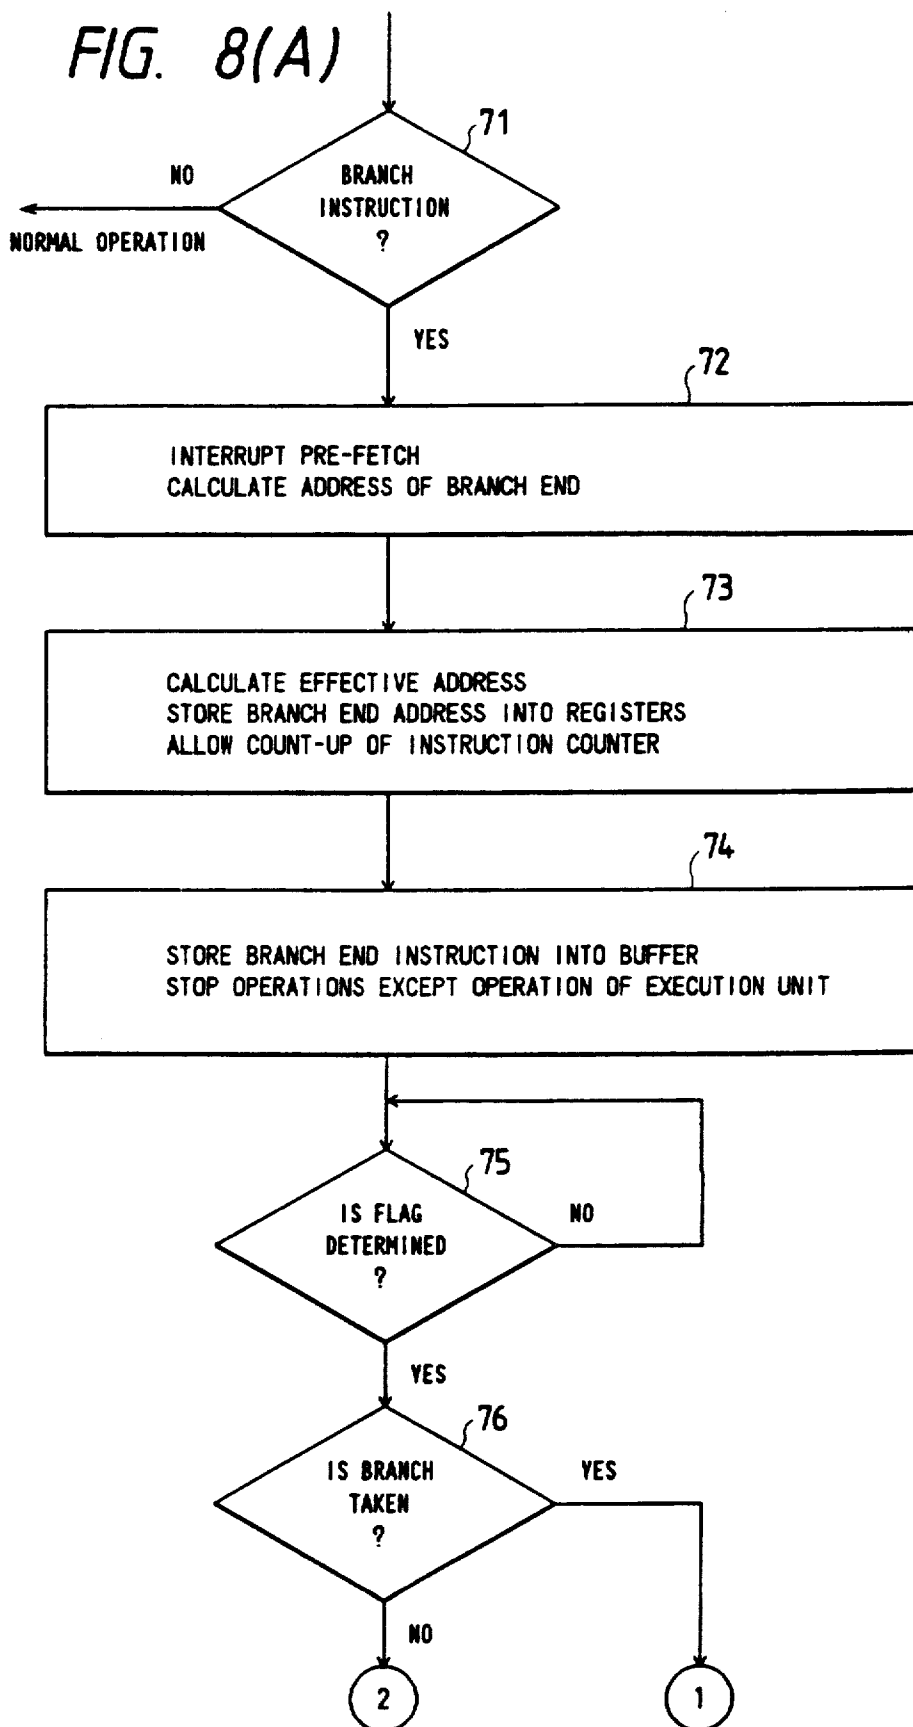 FIG. 8(A)
71
BRANCH
INSTRUCTION
?
NO
NORMAL OPERATION
YES
72
INTERRUPT PRE-FETCH
CALCULATE ADDRESS OF BRANCH END
73
CALCULATE EFFECTIVE ADDRESS
STORE BRANCH END ADDRESS INTO REGISTERS
ALLOW COUNT-UP OF INSTRUCTION COUNTER
74
STORE BRANCH END INSTRUCTION INTO BUFFER
STOP OPERATIONS EXCEPT OPERATION OF EXECUTION UNIT
75
IS FLAG
DETERMINED
?
NO
YES
76
IS BRANCH
TAKEN
?
YES
NO
2
1